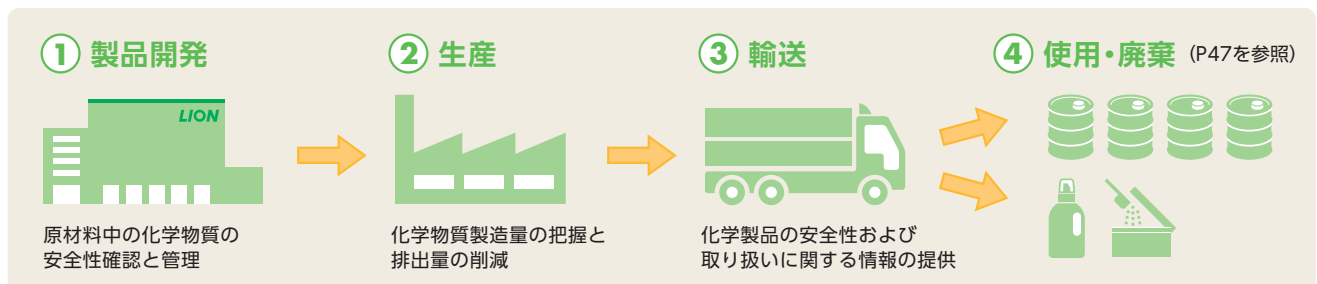 ① 製品開発
LION
原材料中の化学物質の
安全性確認と管理
② 生産
化学物質製造量の把握と
排出量の削減
③ 輸送
化学製品の安全性および
取り扱いに関する情報の提供
④ 使用・廃棄 (P47を参照)